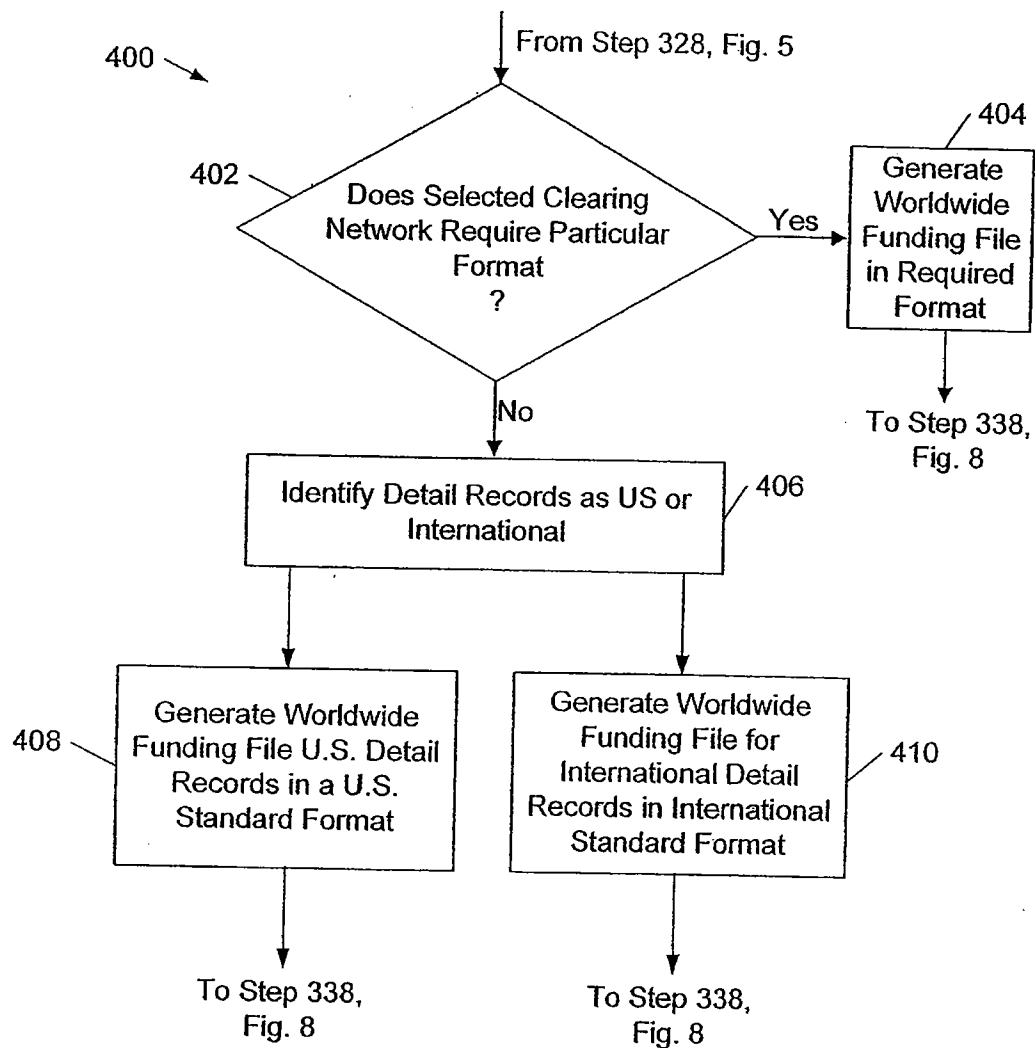 From Step 328, Fig. 5
400
404
402
Does Selected Clearing
Network Require Particular
Format
?
Yes
Generate
Worldwide
Funding File
in Required
Format
To Step 338,
Fig. 8
No
Identify Detail Records as US or
International
406
408
Generate Worldwide
Funding File U.S. Detail
Records in a U.S.
Standard Format
Generate Worldwide
Funding File for
International Detail
Records in International
Standard Format
410
To Step 338,
Fig. 8
To Step 338,
Fig. 8